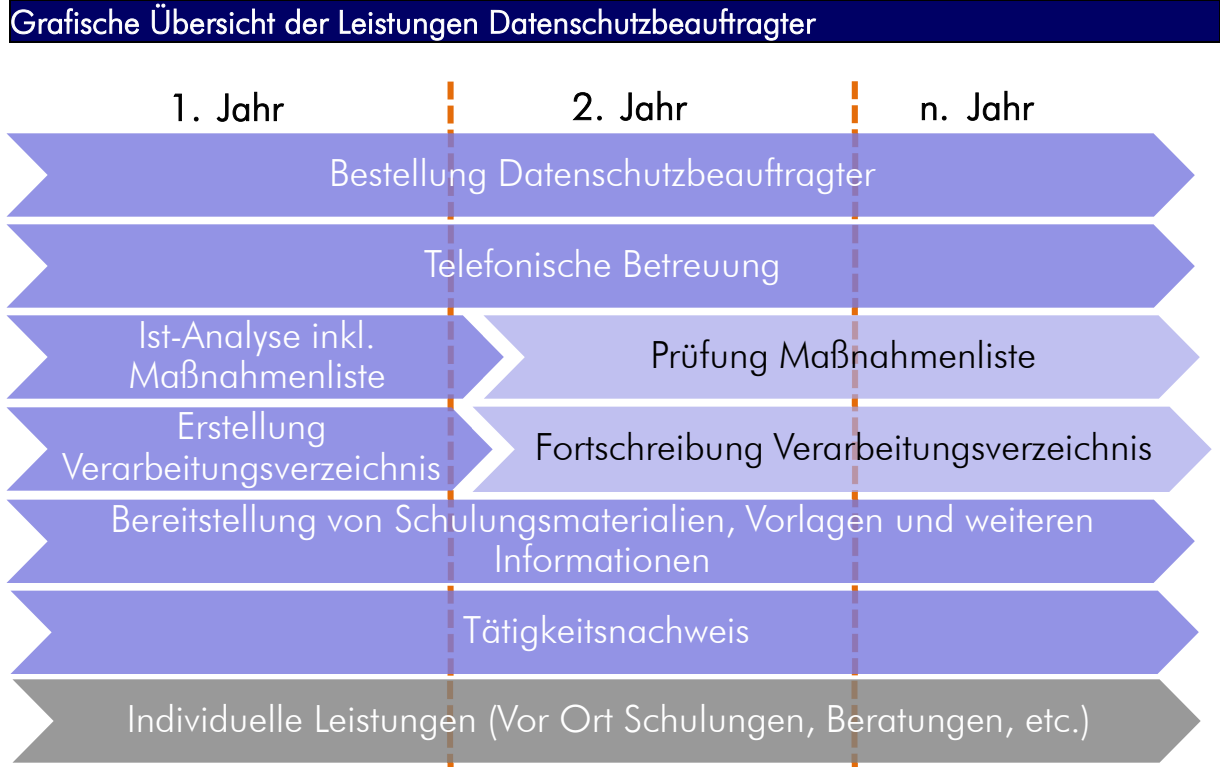 Grafische Übersicht der Leistungen Datenschutzbeauftragter
1. Jahr
2. Jahr
n. Jahr
Bestellung Datenschutzbeauftragter
Telefonische Betreuung
Ist-Analyse inkl.
Maßnahmenliste
Prüfung Maßnahmenliste
Erstellung
Verarbeitungsverzeichnis
Fortschreibung Verarbeitungsverzeichnis
Bereitstellung von Schulungsmaterialien, Vorlagen und weiteren
Informationen
Tätigkeitsnachweis
Individuelle Leistungen (Vor Ort Schulungen, Beratungen, etc.)